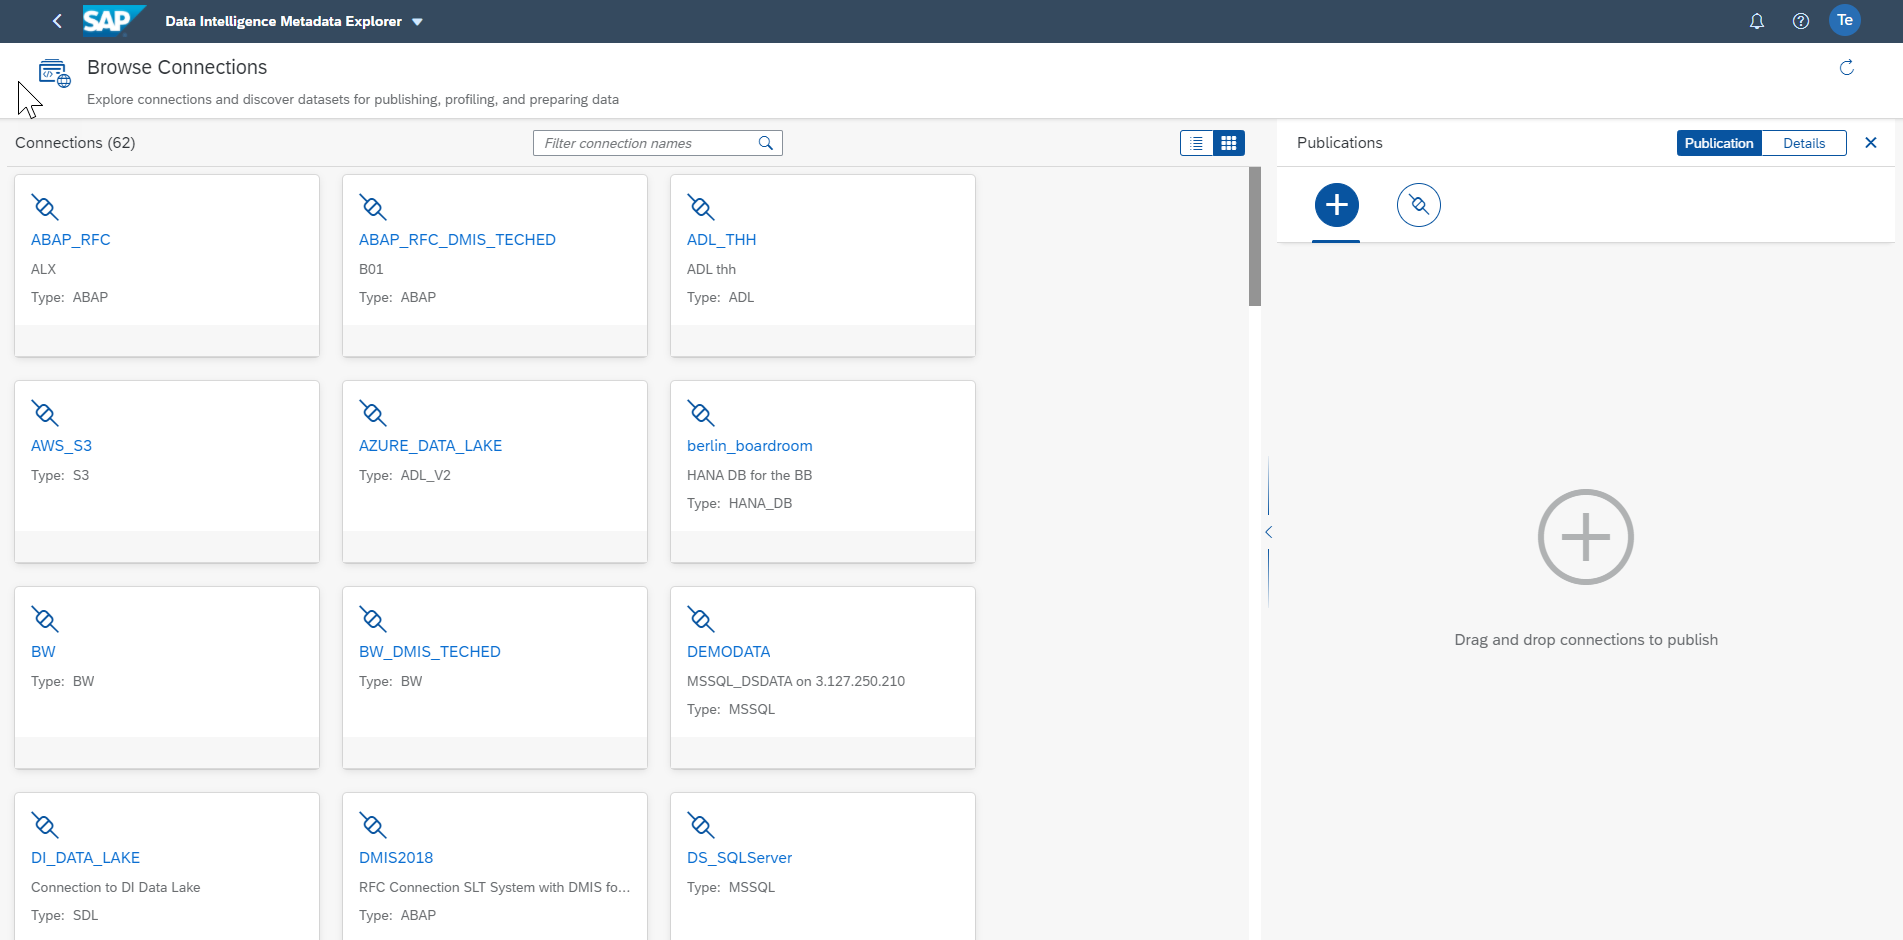 SAP Data Intelligence Metadata Explorer
Te
Browse Connections
Explore connections and discover datasets for publishing, profiling, and preparing data
Connections (62)
Filter connection names
Publications
Publication
Details
ABAP_RFC
ALX
Type: ABAP
ABAP_RFC_DMIS_TECHED
B01
Type: ABAP
ADL_THH
ADL thh
Type: ADL
AWS_S3
Type: S3
AZURE_DATA_LAKE
Type: ADL_V2
berlin_boardroom
HANA DB for the BB
Type: HANA_DB
BW
Type: BW
BW_DMIS_TECHED
Type: BW
DEMODATA
MSSQL_DSDATA on 3.127.250.210
Type: MSSQL
DI_DATA_LAKE
Connection to DI Data Lake
Type: SDL
DMIS2018
RFC Connection SLT System with DMIS fo...
Type: ABAP
DS_SQLServer
Type: MSSQL
Drag and drop connections to publish